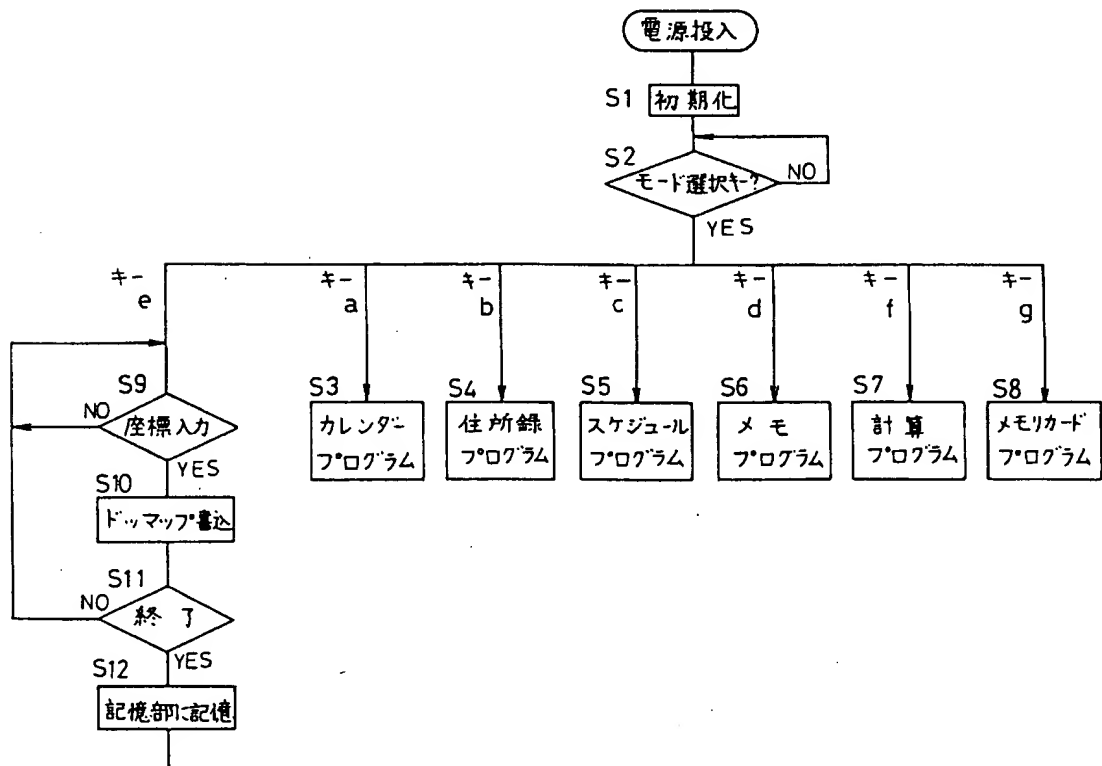 電源投入
S1 初期化
S2
モード選択キー?
NO
YES
キー キー キー キー キー キー キー
e a b c d f g
S9
NO
座標入力
YES
S3 S4 S5 S6 S7 S8
カレンダー 住所録 スケジュール メモ 計算 メモリカード
プログラム プログラム プログラム プログラム プログラム プログラム
S10
ドッマップ書込
S11
NO
終了
YES
S12
記憶部に記憶